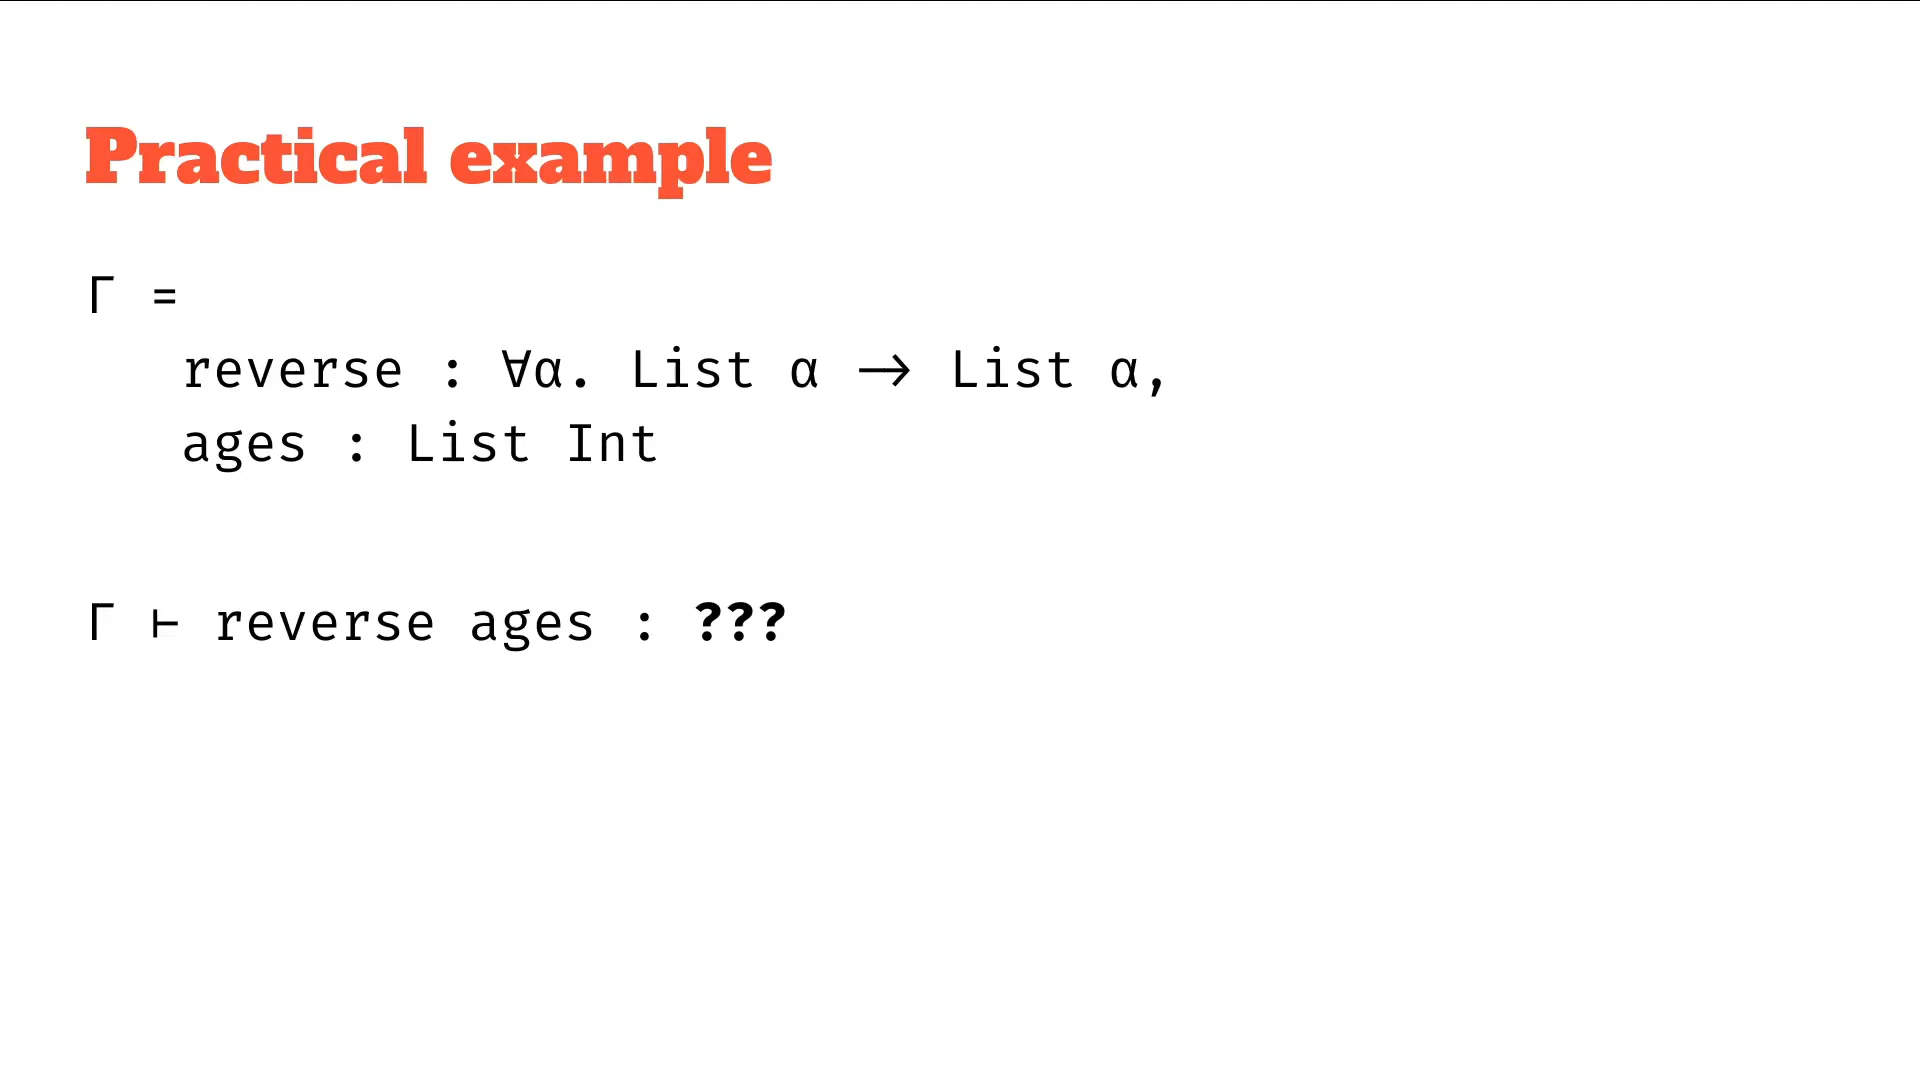 Practical example
Γ =
reverse : ∀α. List α → List α,
ages : List Int
Γ ⊢ reverse ages : ???